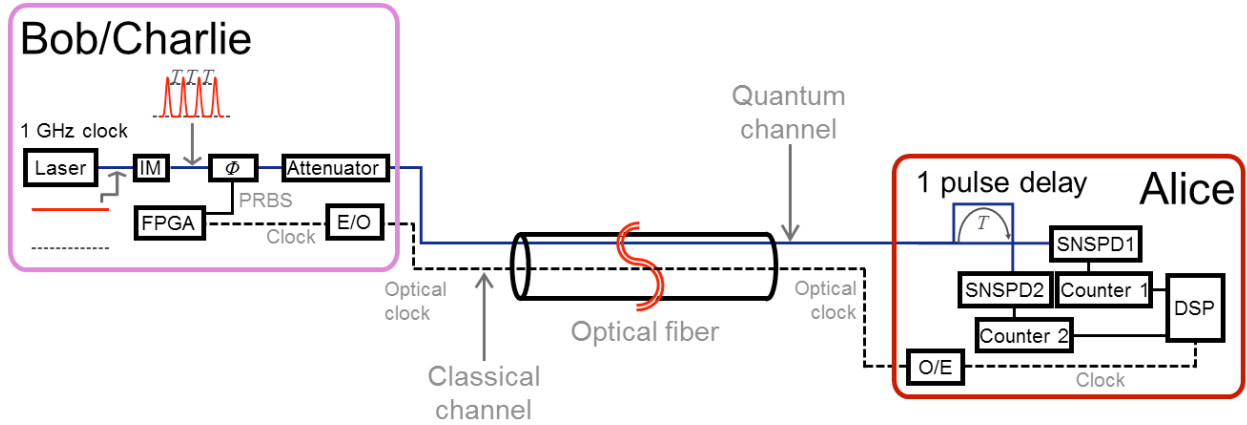 Bob/Charlie
T T T
1 GHz clock
Laser
IM
Φ
Attenuator
PRBS
FPGA
Clock
E/O
Optical
clock
Classical
channel
Optical fiber
Quantum
channel
Optical
clock
Alice
1 pulse delay
T
SNSPD1
SNSPD2
Counter 1
Counter 2
DSP
O/E
Clock